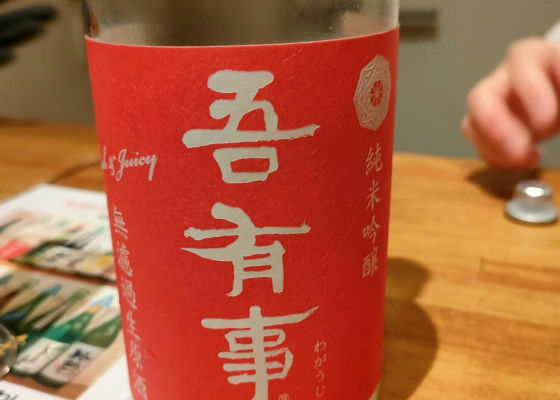 吾有事
純米吟醸
わがうじ
& Juicy
無濾過生原酒